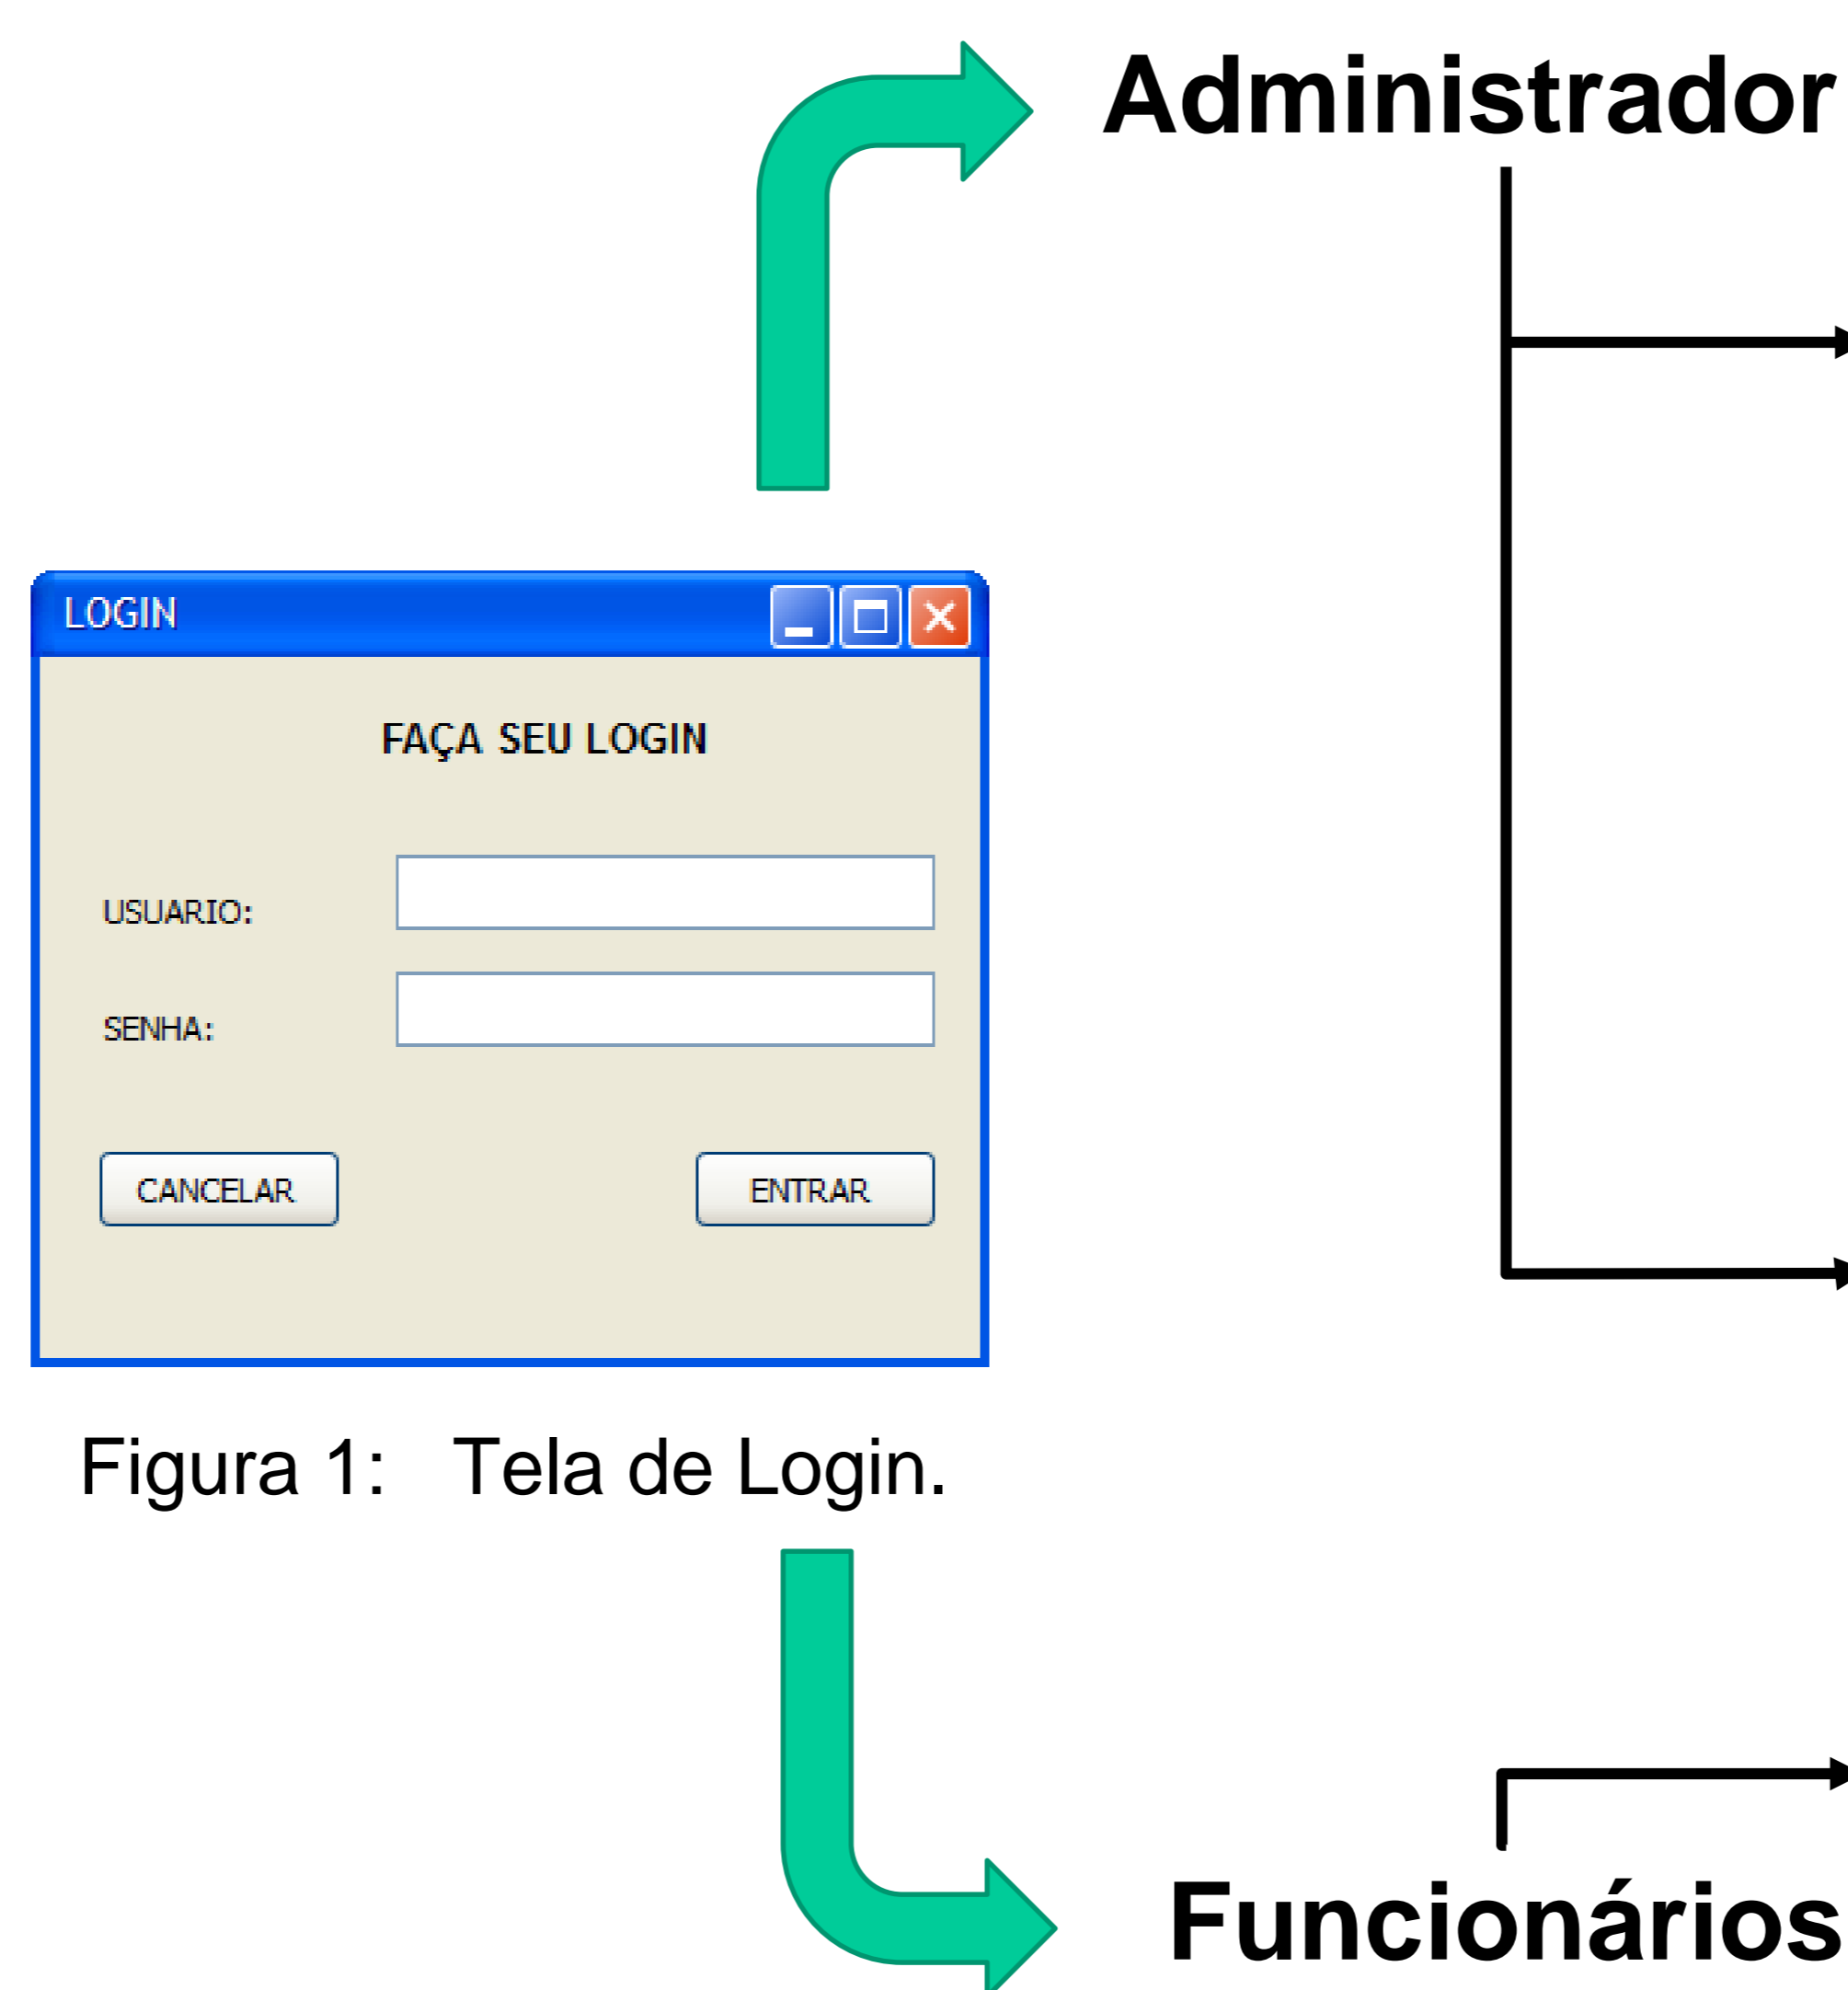 Administrador
LOGIN
FAÇA SEU LOGIN
USUARIO:
SENHA:
CANCELAR ENTRAR
Figura 1: Tela de Login.
Funcionários